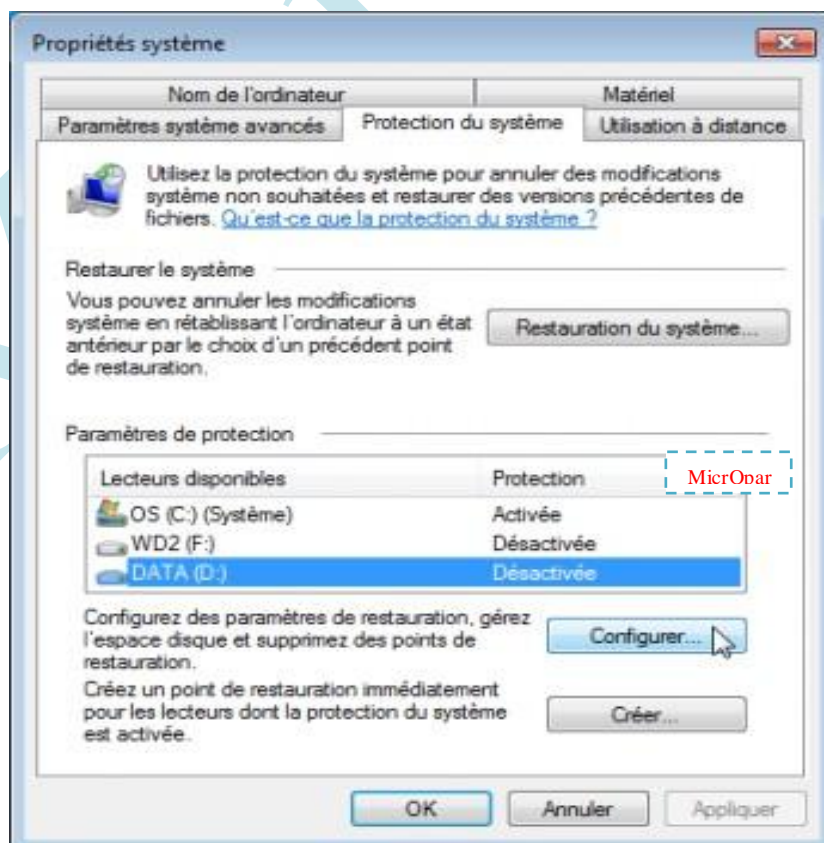 Propriétés système
Nom de l'ordinateur
Matériel
Paramètres système avancés
Protection du système
Utilisation à distance
Utilisez la protection du système pour annuler des modifications
système non souhaitées et restaurer des versions précédentes de
fichiers. Qu'est-ce que la protection du système ?
Restaurer le système
Vous pouvez annuler les modifications
système en rétablissant l'ordinateur à un état
antérieur par le choix d'un précédent point
de restauration.
Restauration du système...
Paramètres de protection
Lecteurs disponibles
Protection
MicrOpar
OS (C:) (Système)
Activée
WD2 (F:)
Désactivée
DATA (D:)
Désactivée
Configurez des paramètres de restauration, gérez
l'espace disque et supprimez des points de
restauration.
Configurer...
Créez un point de restauration immédiatement
pour les lecteurs dont la protection du système
est activée.
Créer...
OK
Annuler
Appliquer